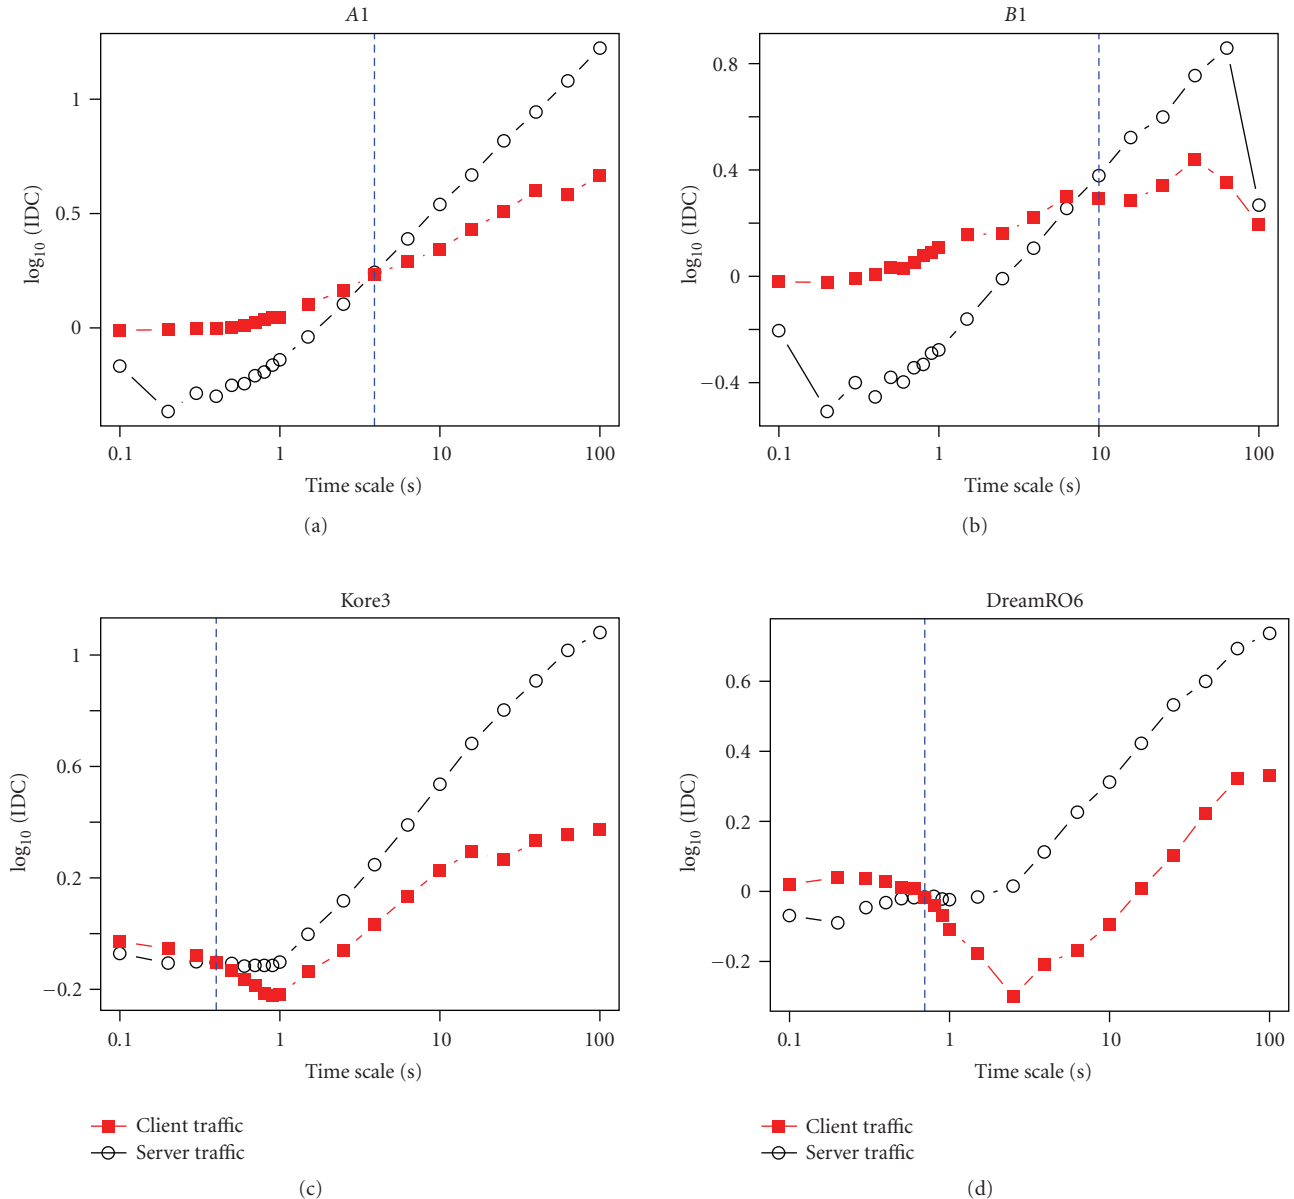 A1
1
0.5
0
log10 (IDC)
0.1 1 10 100
Time scale (s)
(a)
B1
0.8
0.4
0
−0.4
log10 (IDC)
0.1 1 10 100
Time scale (s)
(b)
Kore3
1
0.6
0.2
−0.2
log10 (IDC)
0.1 1 10 100
Time scale (s)
Client traffic
Server traffic
(c)
DreamRO6
0.6
0.4
0.2
0
−0.2
log10 (IDC)
0.1 1 10 100
Time scale (s)
Client traffic
Server traffic
(d)